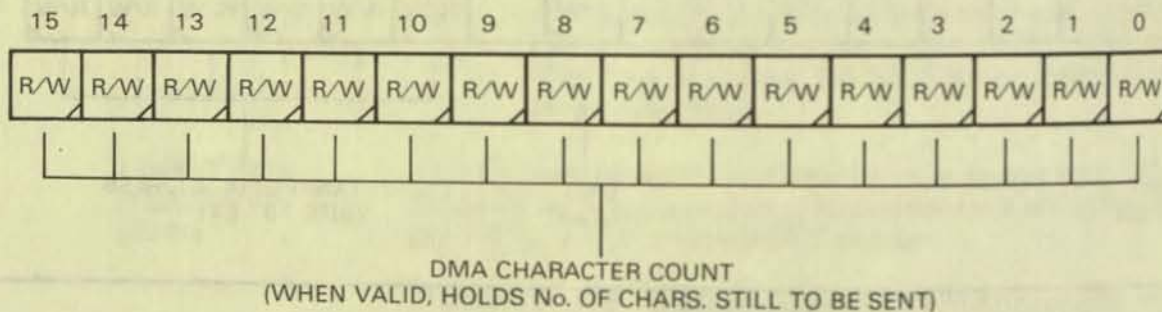 15 14 13 12 11 10 9 8 7 6 5 4 3 2 1 0
R/W R/W R/W R/W R/W R/W R/W R/W R/W R/W R/W R/W R/W R/W R/W R/W
DMA CHARACTER COUNT
(WHEN VALID, HOLDS No. OF CHARS. STILL TO BE SENT)